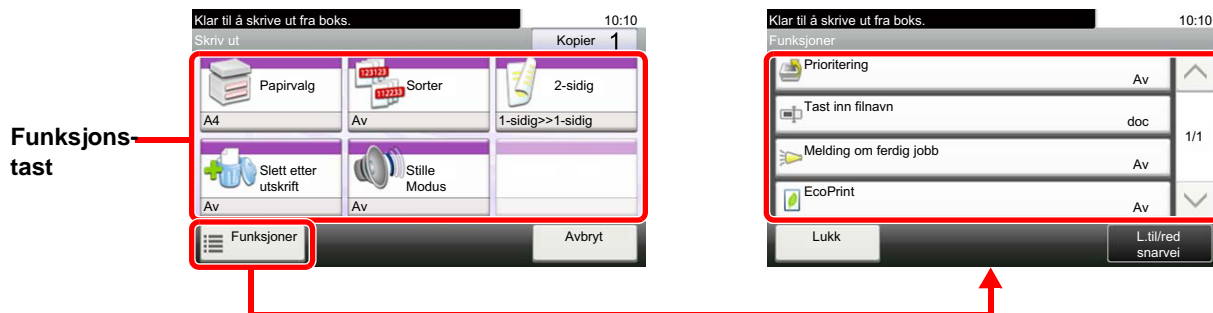 Klar til å skrive ut fra boks.
10:10
Skriv ut
Kopier 1
Papirvalg
A4
123123
112233
Sorter
Av
2-sidig
1-sidig>>1-sidig
Slett etter
utskrift
Av
Stille
Modus
Av
Funksjoner
Avbryt
Funksjons-
tast
Klar til å skrive ut fra boks.
10:10
Funksjoner
Prioritering
Av
Tast inn filnavn
doc
Melding om ferdig jobb
Av
EcoPrint
Av
1/1
Lukk
L.til/red
snarvei